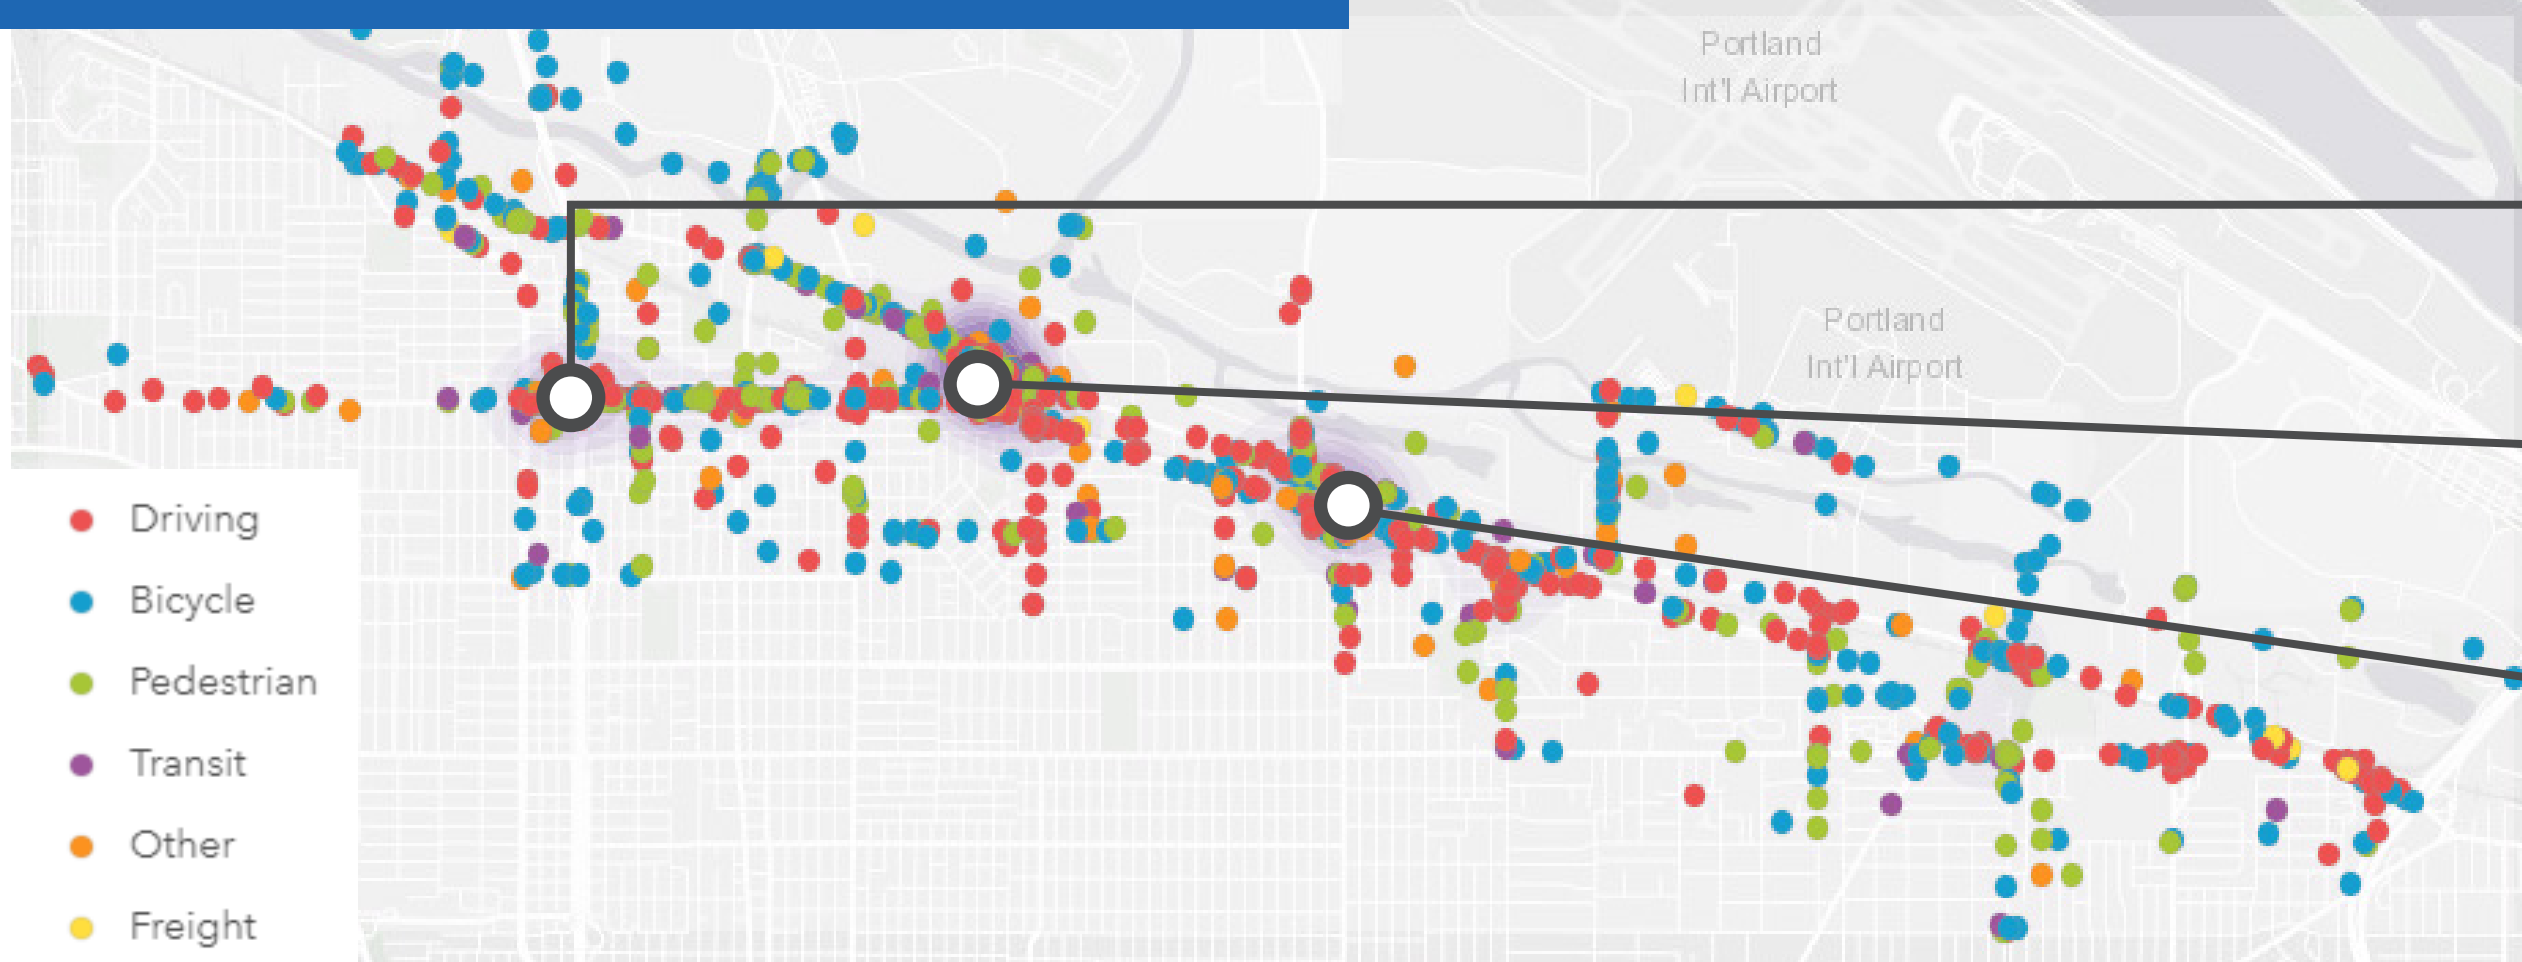 Portland
Int'l Airport
Portland
Int'l Airport
Driving
Bicycle
Pedestrian
Transit
Other
Freight